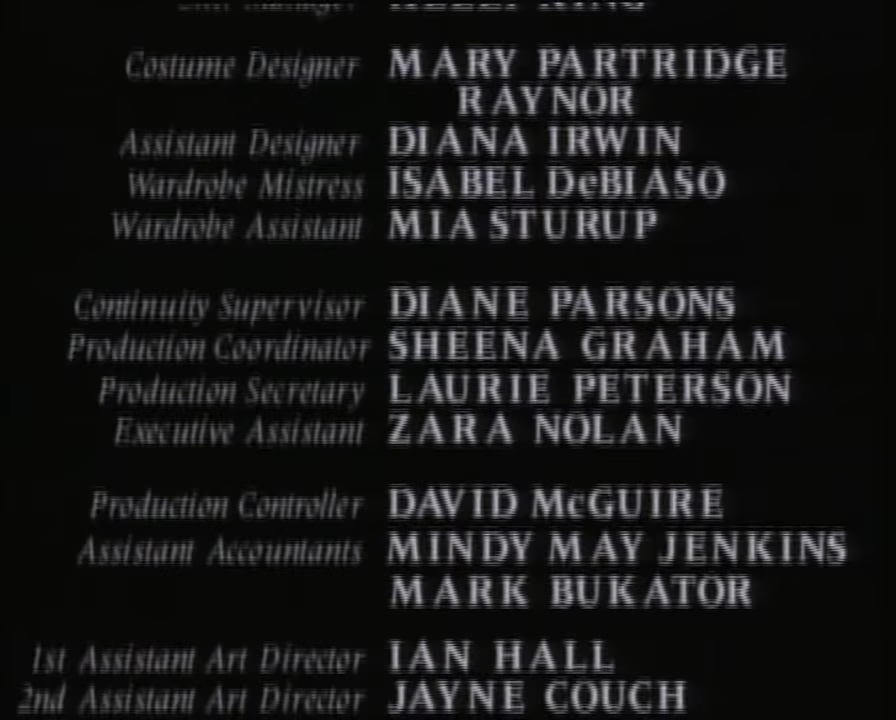 Costume Designer MARY PARTRIDGE
RAYNOR
Assistant Designer DIANA IRWIN
Wardrobe Mistress ISABEL DeBIASO
Wardrobe Assistant MIA STURUP
Continuity Supervisor DIANE PARSONS
Production Coordinator SHEENA GRAHAM
Production Secretary LAURIE PETERSON
Executive Assistant ZARA NOLAN
Production Controller DAVID McGUIRE
Assistant Accountants MINDY MAY JENKINS
MARK BUKATOR
1st Assistant Art Director IAN HALL
2nd Assistant Art Director JAYNE COUCH